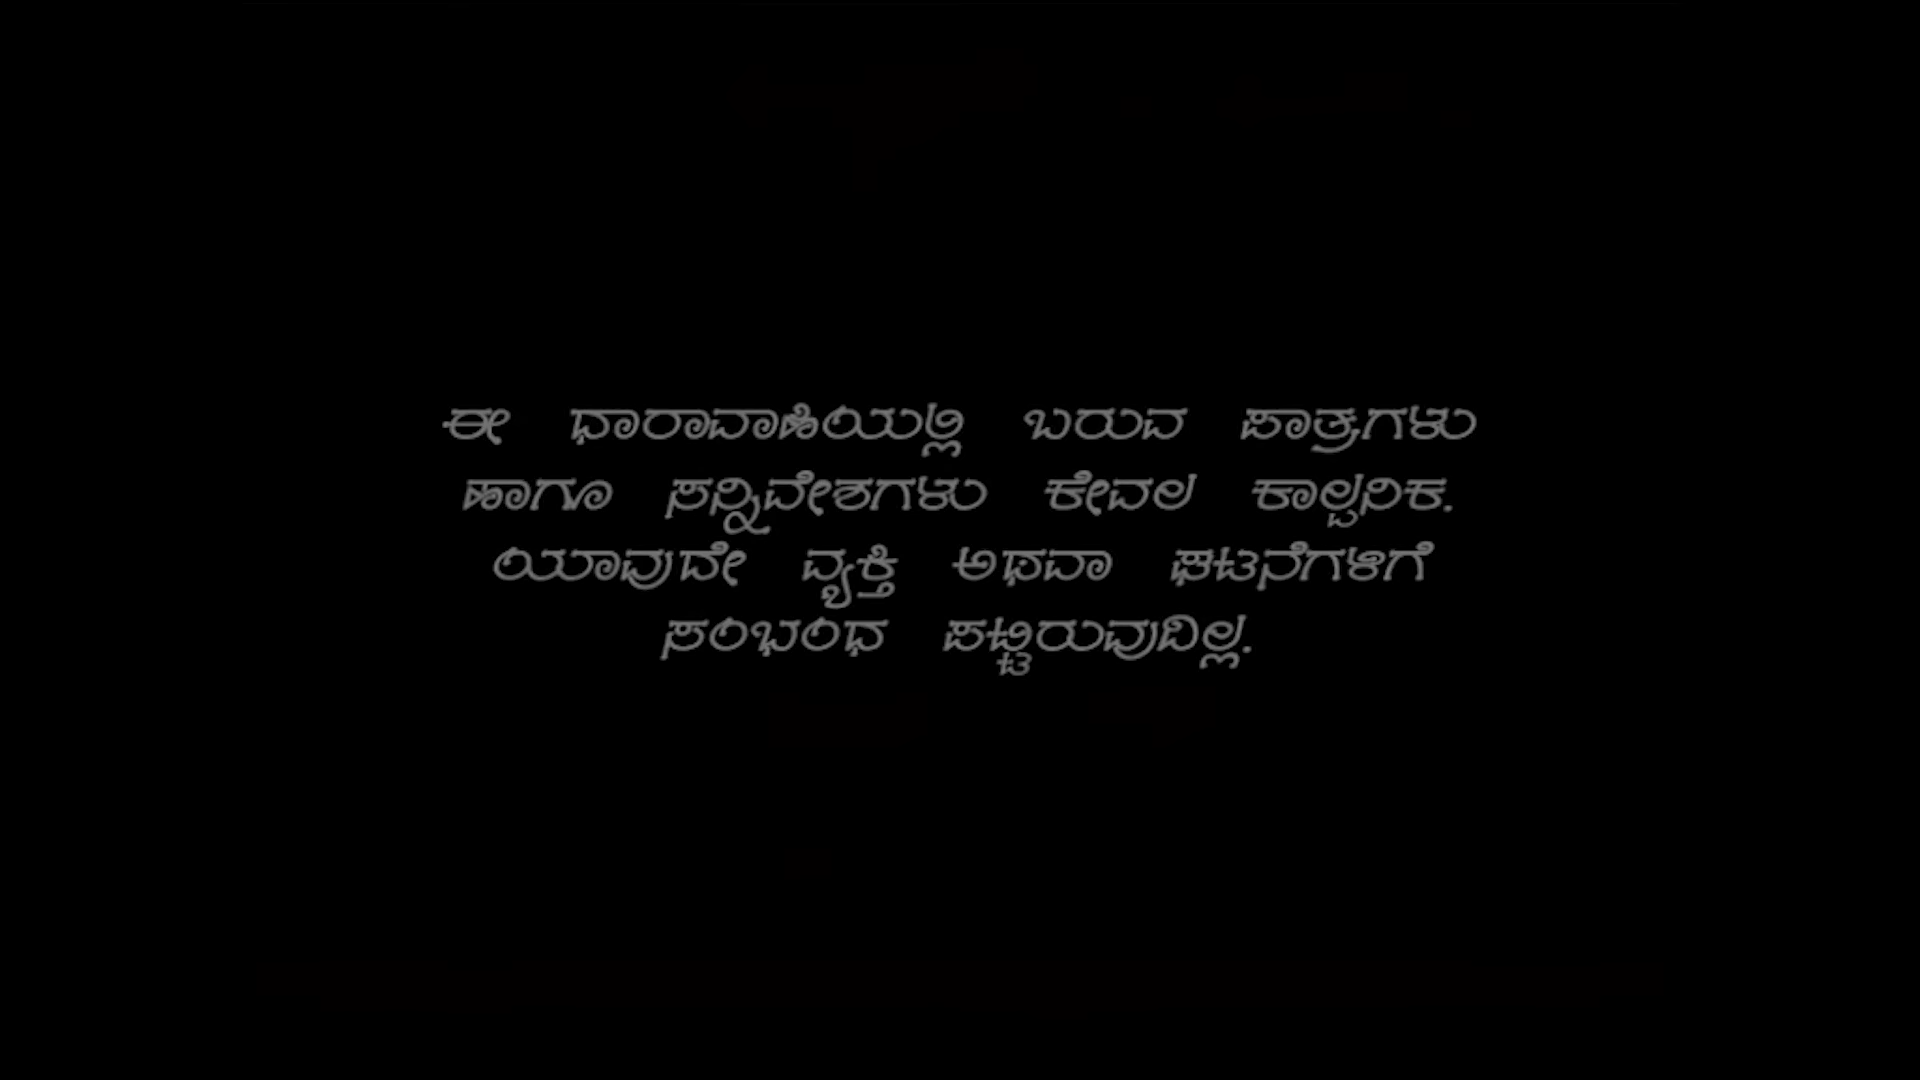 ಈ ಧಾರಾವಾಹಿಯಲ್ಲಿ ಬರುವ ಪಾತ್ರಗಳು
ಹಾಗೂ ಸನ್ನಿವೇಶಗಳು ಕೇವಲ ಕಾಲ್ಪನಿಕ.
ಯಾವುದೇ ವ್ಯಕ್ತಿ ಅಥವಾ ಘಟನೆಗಳಿಗೆ
ಸಂಬಂಧ ಪಟ್ಟಿರುವುದಿಲ್ಲ.